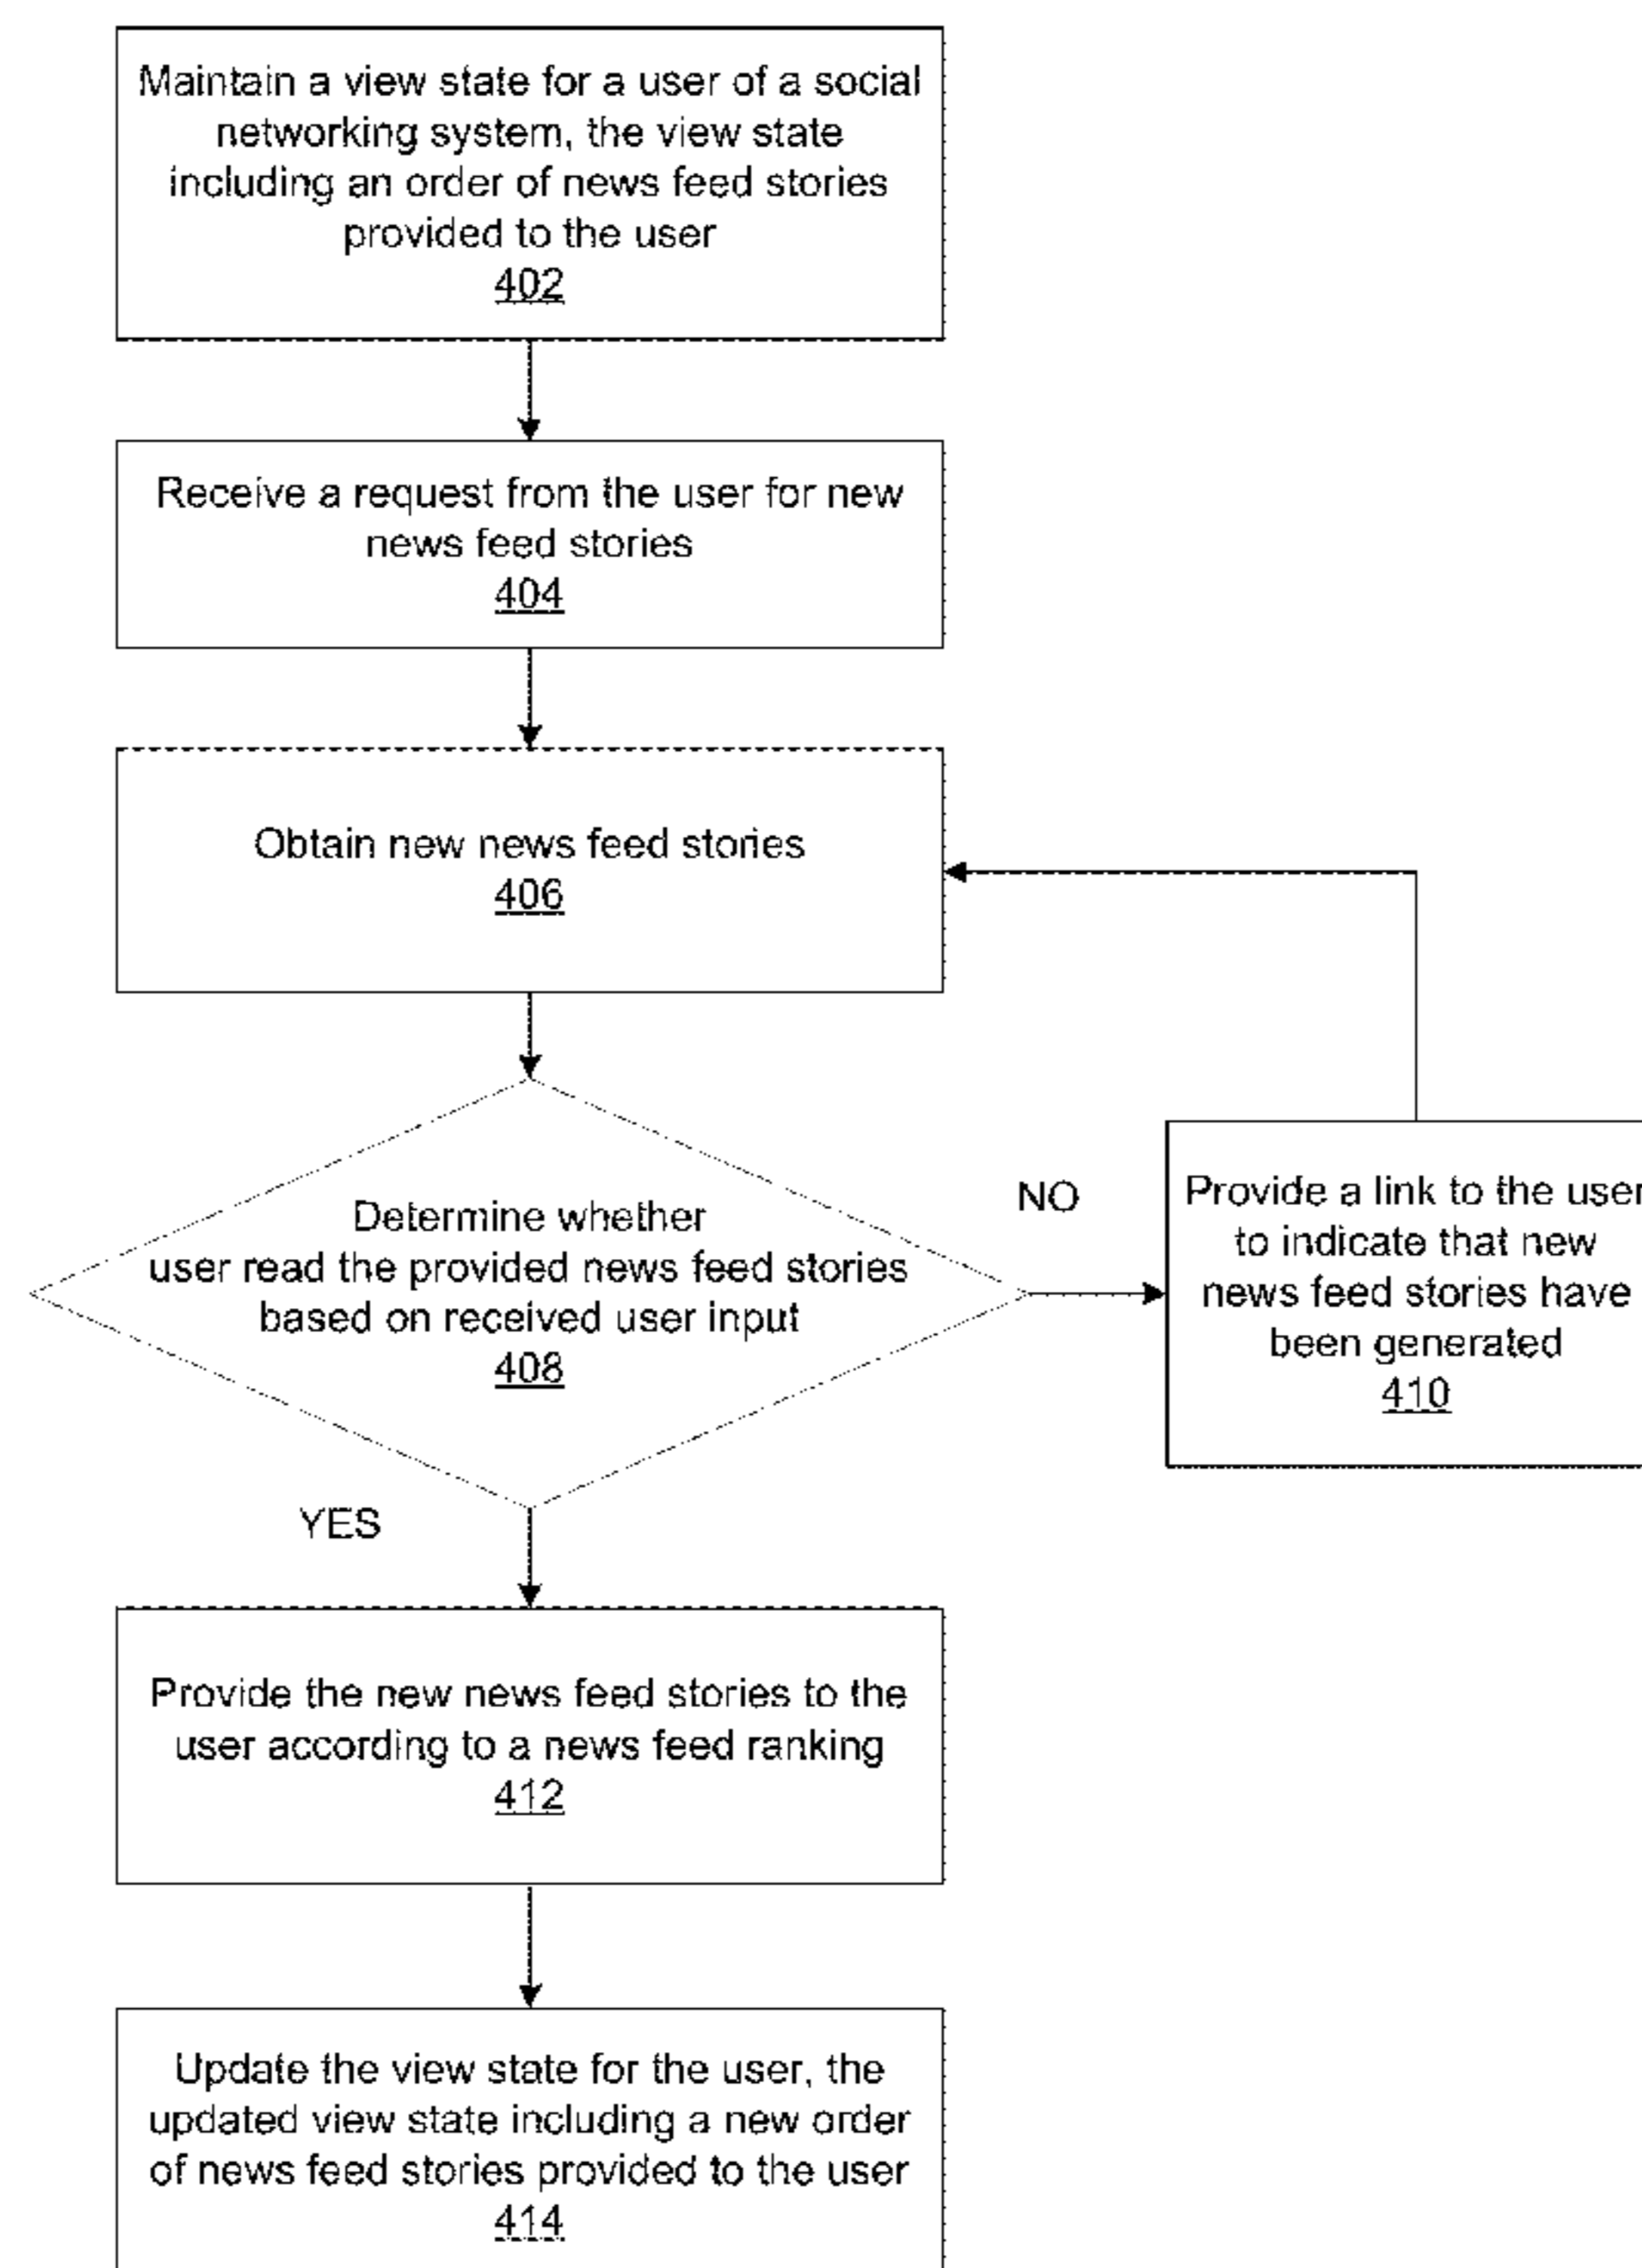 Maintain a view state for a user of a social
networking system, the view state
including an order of news feed stories
provided to the user
402
Receive a request from the user for new
news feed stories
404
Obtain new news feed stories
406
Determine whether
user read the provided news feed stories
based on received user input
408
NO
Provide a link to the user
to indicate that new
news feed stories have
been generated
410
YES
Provide the new news feed stories to the
user according to a news feed ranking
412
Update the view state for the user, the
updated view state including a new order
of news feed stories provided to the user
414